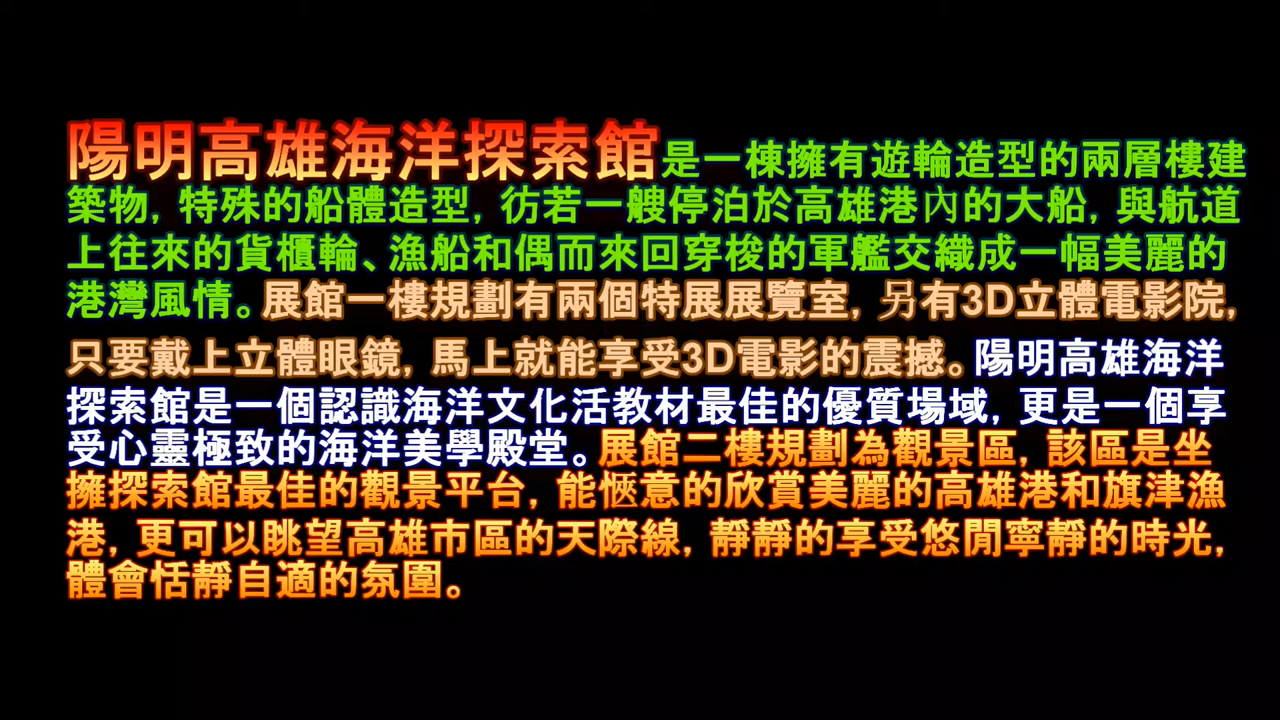 陽明高雄海洋探索館是一棟擁有遊輪造型的兩層樓建
築物, 特殊的船體造型, 彷若一艘停泊於高雄港內的大船, 與航道
上往來的貨櫃輪、漁船和偶而來回穿梭的軍艦交織成一幅美麗的
港灣風情。展館一樓規劃有兩個特展展覽室, 另有3D立體電影院,
只要戴上立體眼鏡, 馬上就能享受3D電影的震撼。陽明高雄海洋
探索館是一個認識海洋文化活教材最佳的優質場域, 更是一個享
受心靈極致的海洋美學殿堂。展館二樓規劃為觀景區, 該區是坐
擁探索館最佳的觀景平台, 能愜意的欣賞美麗的高雄港和旗津漁
港, 更可以眺望高雄市區的天際線, 靜靜的享受悠閒寧靜的時光,
體會恬靜自適的氛圍。